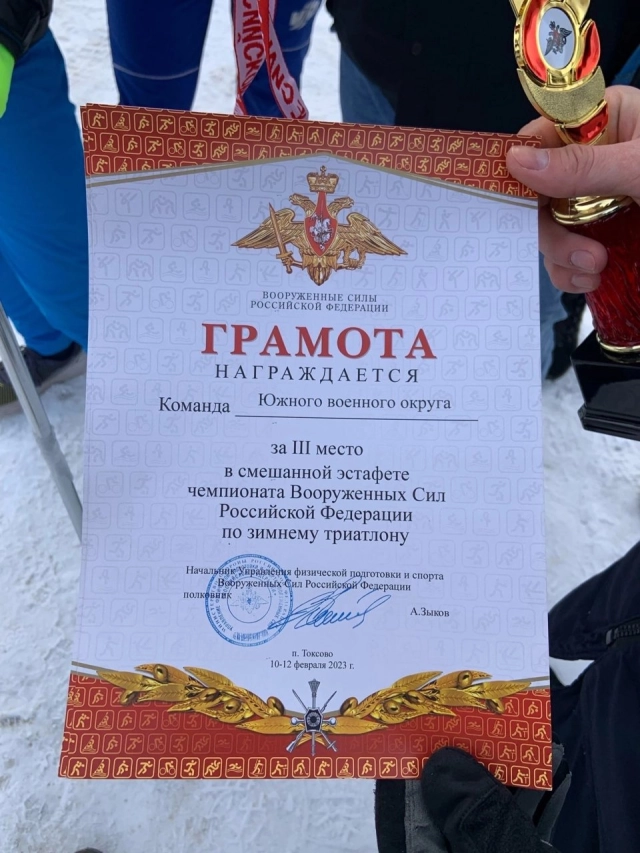 ВООРУЖЕННЫЕ СИЛЫ
РОССИЙСКОЙ ФЕДЕРАЦИИ
ГРАМОТА
НАГРАЖДАЕТСЯ
Команда Южного военного округа
за III место
в смешанной эстафете
чемпионата Вооруженных Сил
Российской Федерации
по зимнему триатлону
Начальник Управления физической подготовки и спорта
Вооруженных Сил Российской Федерации
полковник
А.Зыков
п. Токсово
10-12 февраля 2023 г.